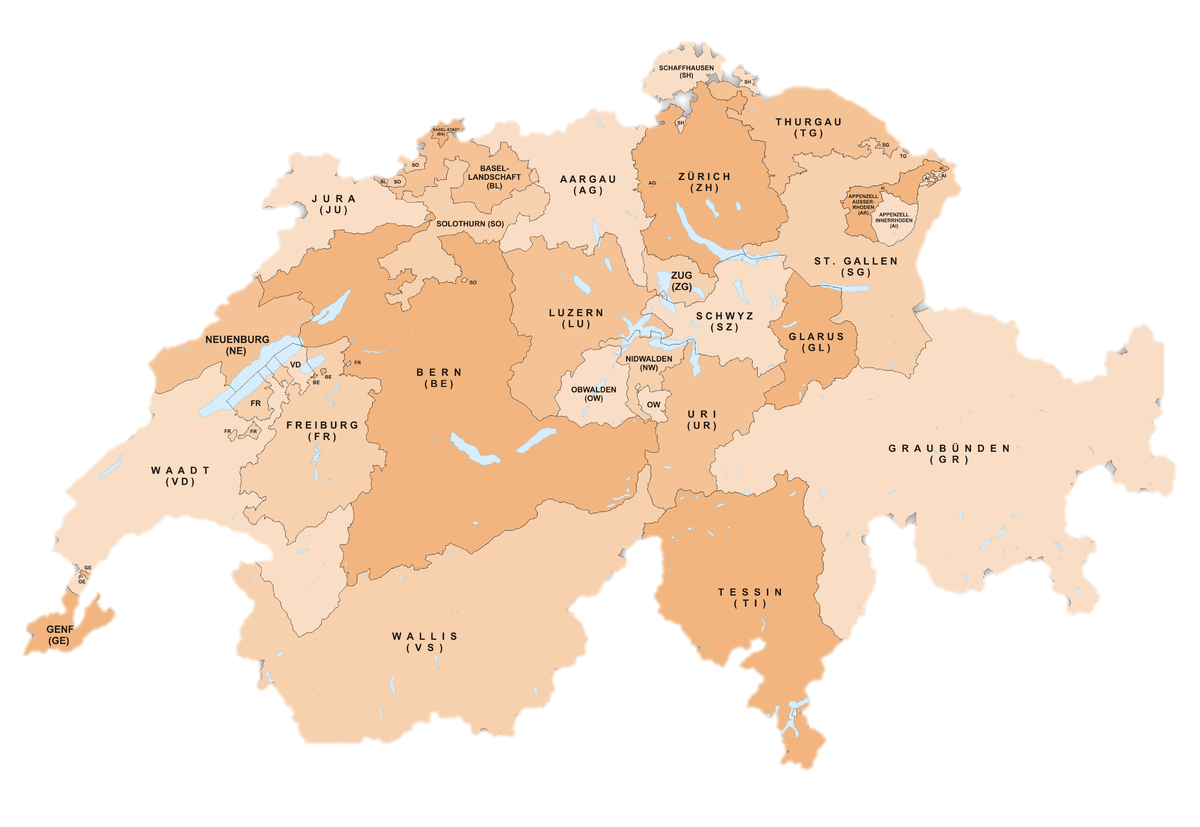 SCHAFFHAUSEN
(SH)
SH
SH
THURGAU
(TG)
BASEL-STADT
(BS)
SG
TG
SO
BASEL-
LANDSCHAFT
(BL)
BL
SO
AARGAU
(AG)
AG
ZÜRICH
(ZH)
AR
AI
AI
AI
APPENZELL
AUSSER-
RHODEN
(AR)
APPENZELL
INNERRHODEN
(AI)
JURA
(JU)
SOLOTHURN (SO)
ST. GALLEN
(SG)
SO
ZUG
(ZG)
LUZERN
(LU)
SCHWYZ
(SZ)
GLARUS
(GL)
NEUENBURG
(NE)
VD
FR
BE
BE
BERN
(BE)
NIDWALDEN
(NW)
OBWALDEN
(OW)
OW
FR
FR
FR
FREIBURG
(FR)
URI
(UR)
GRAUBÜNDEN
(GR)
WAADT
(VD)
GE
GE
GENF
(GE)
TESSIN
(TI)
WALLIS
(VS)